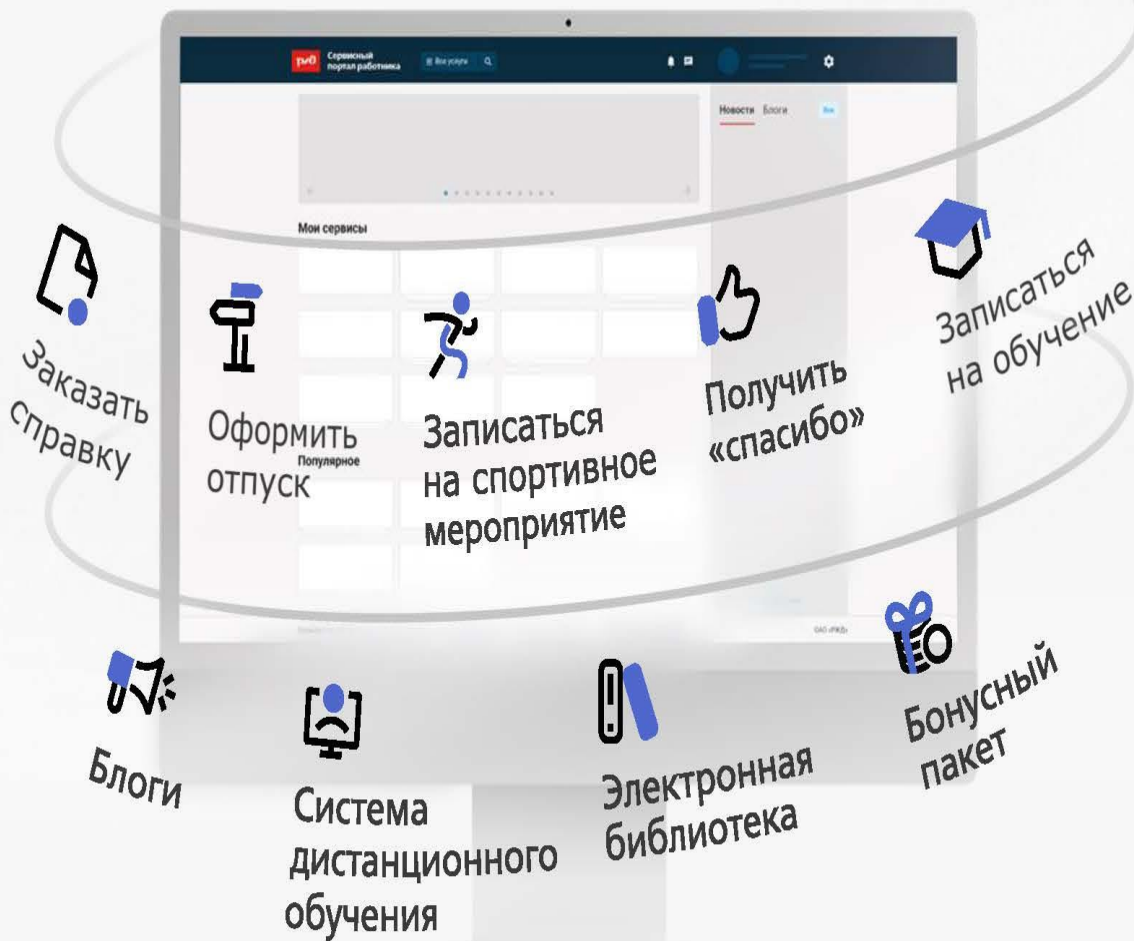 ржд
Сервисный
портал работника
Все услуги
Новости Блоги
Все
Мои сервисы
Заказать
справку
Оформить
отпуск
Популярное
Записаться
на спортивное
мероприятие
Получить
«спасибо»
Записаться
на обучение
ОАО «РЖД»
Блоги
Система
дистанционного
обучения
Электронная
библиотека
Бонусный
пакет